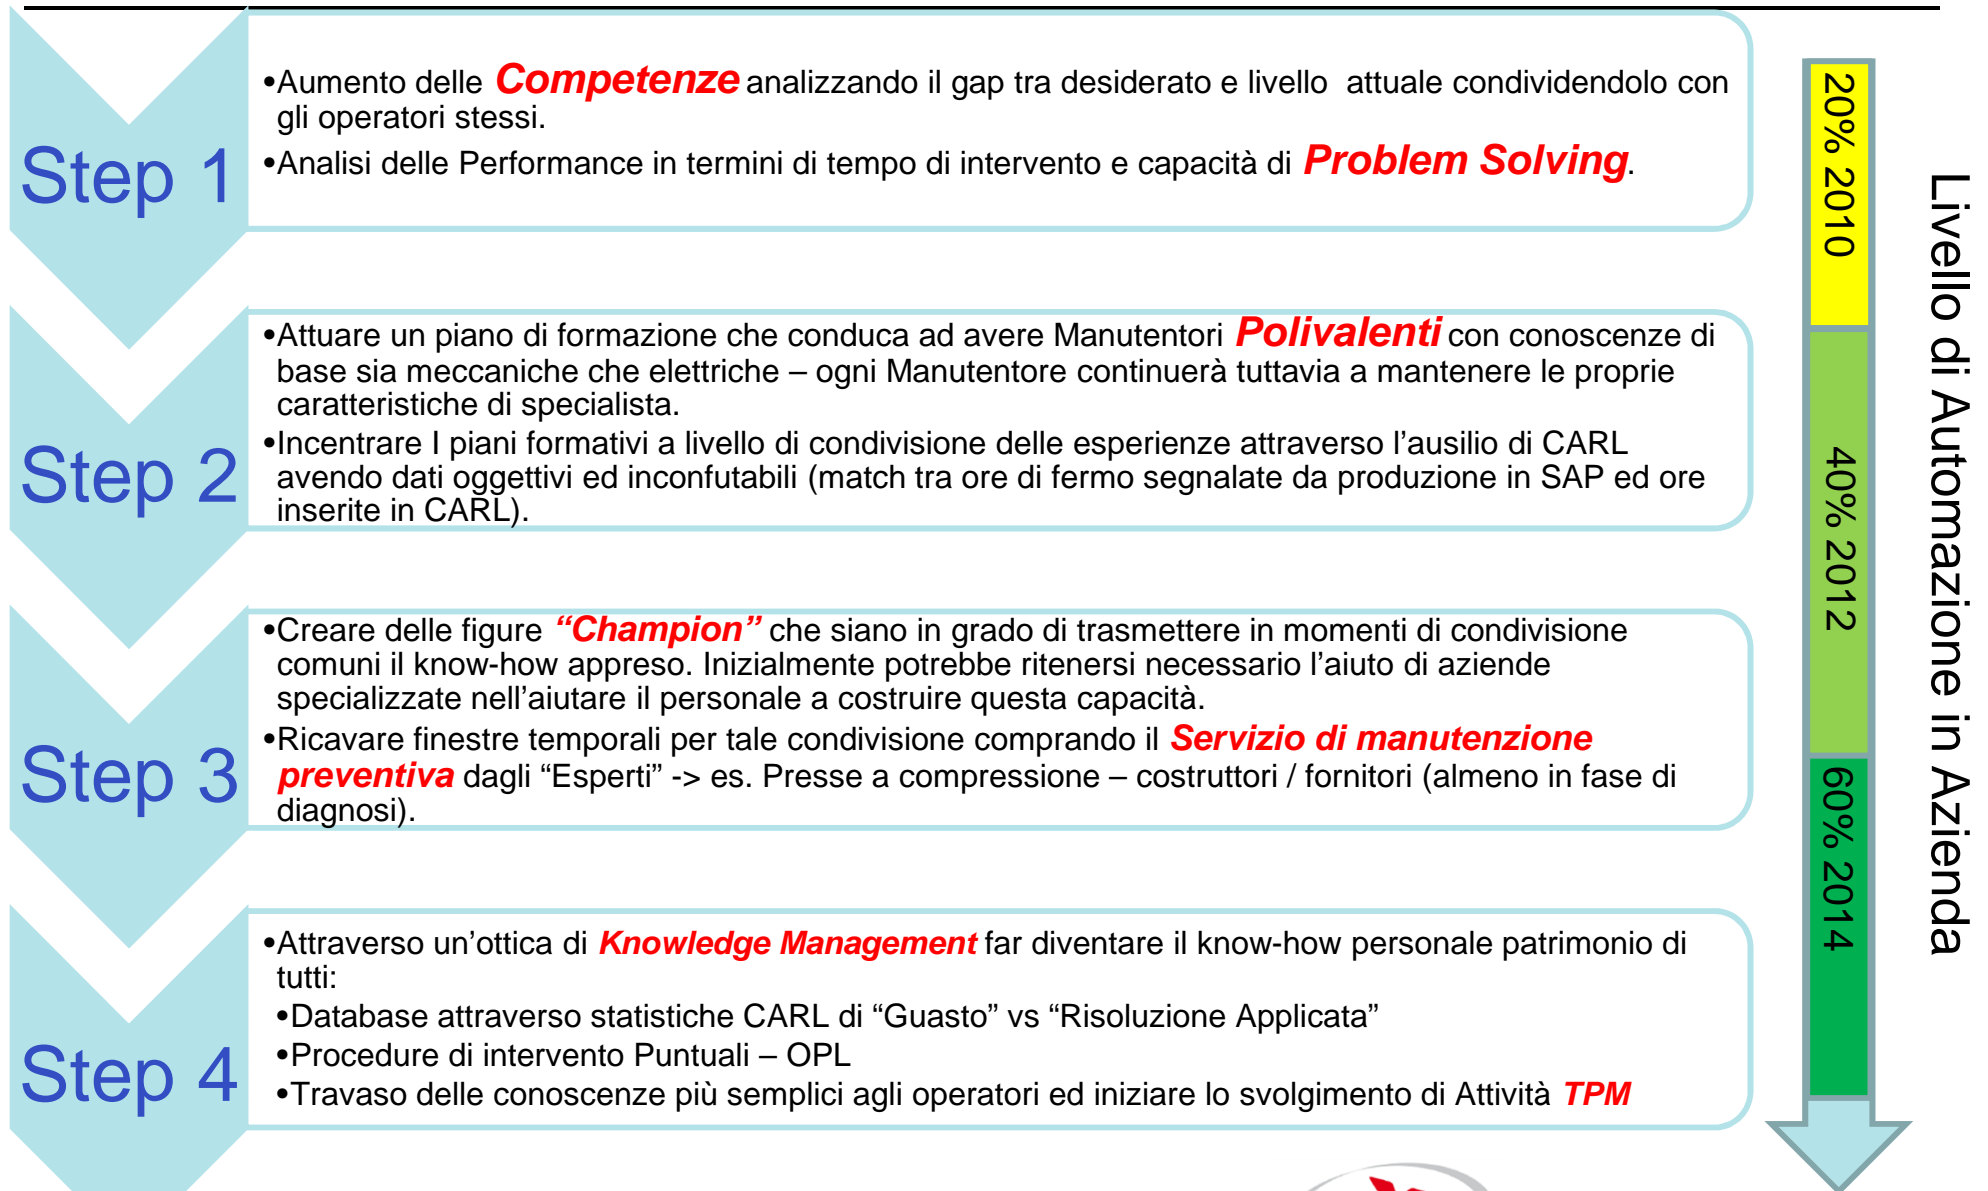 Step 1
•Aumento delle Competenze analizzando il gap tra desiderato e livello attuale condividendolo con
gli operatori stessi.
•Analisi delle Performance in termini di tempo di intervento e capacità di Problem Solving.
Step 2
•Attuare un piano di formazione che conduca ad avere Manutentori Polivalenti con conoscenze di
base sia meccaniche che elettriche – ogni Manutentore continuerà tuttavia a mantenere le proprie
caratteristiche di specialista.
•Incentrare I piani formativi a livello di condivisione delle esperienze attraverso l’ausilio di CARL
avendo dati oggettivi ed inconfutabili (match tra ore di fermo segnalate da produzione in SAP ed ore
inserite in CARL).
Step 3
•Creare delle figure “Champion” che siano in grado di trasmettere in momenti di condivisione
comuni il know-how appreso. Inizialmente potrebbe ritenersi necessario l’aiuto di aziende
specializzate nell’aiutare il personale a costruire questa capacità.
•Ricavare finestre temporali per tale condivisione comprando il Servizio di manutenzione
preventiva dagli “Esperti” -> es. Presse a compressione – costruttori / fornitori (almeno in fase di
diagnosi).
Step 4
•Attraverso un’ottica di Knowledge Management far diventare il know-how personale patrimonio di
tutti:
•Database attraverso statistiche CARL di “Guasto” vs “Risoluzione Applicata”
•Procedure di intervento Puntuali – OPL
•Travaso delle conoscenze più semplici agli operatori ed iniziare lo svolgimento di Attività TPM
20% 2010
40% 2012
60% 2014
Livello di Automazione in Azienda